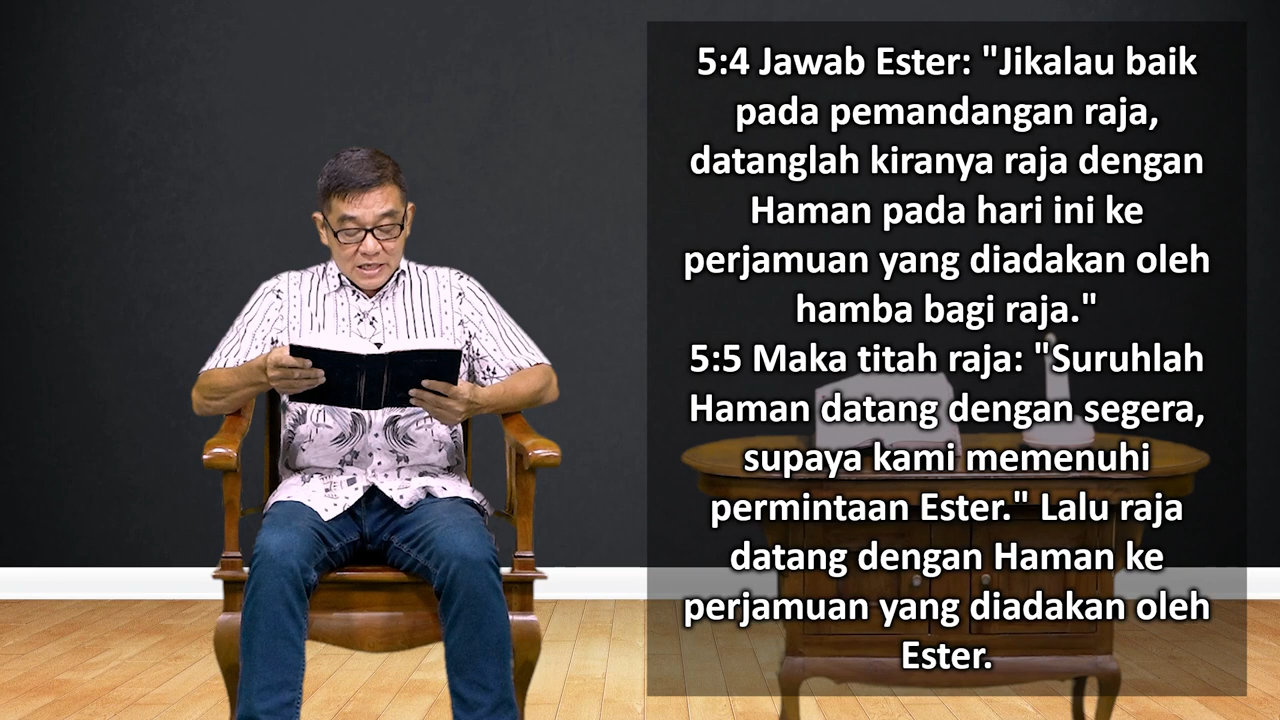 5:4 Jawab Ester: "Jikalau baik
pada pemandangan raja,
datanglah kiranya raja dengan
Haman pada hari ini ke
perjamuan yang diadakan oleh
hamba bagi raja."
5:5 Maka titah raja: "Suruhlah
Haman datang dengan segera,
supaya kami memenuhi
permintaan Ester." Lalu raja
datang dengan Haman ke
perjamuan yang diadakan oleh
Ester.